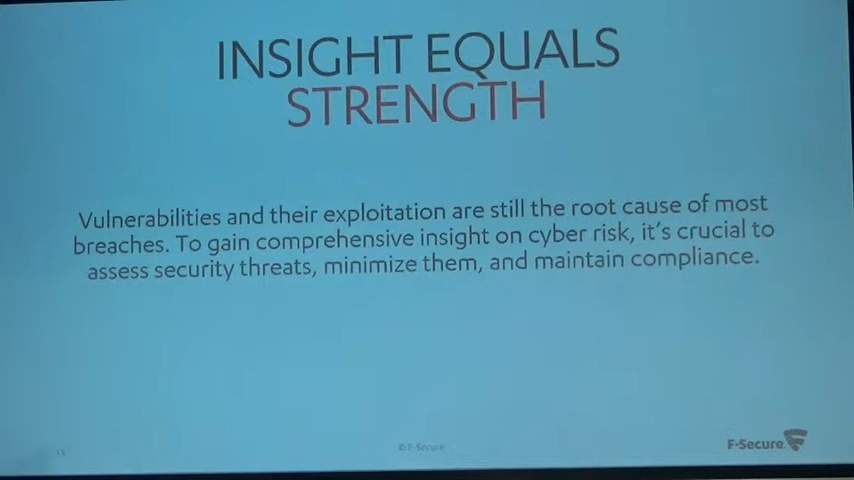 INSIGHT EQUALS
STRENGTH
Vulnerabilities and their exploitation are still the root cause of most
breaches. To gain comprehensive insight on cyber risk, it's crucial to
assess security threats, minimize them, and maintain compliance.
© F-Secure
F-Secure